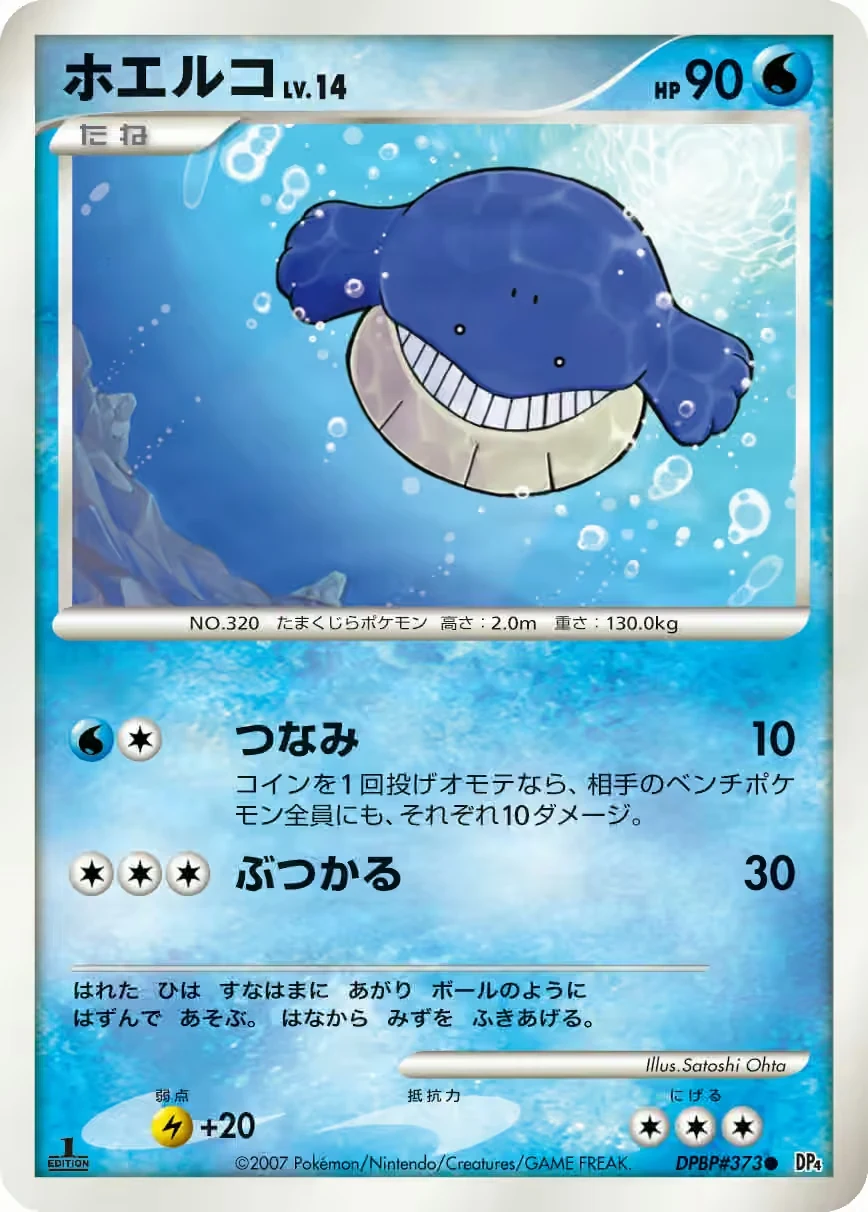 ホエルコ LV.14 HP 90
たね
NO.320 たまくじらポケモン 高さ：2.0m 重さ：130.0kg
つなみ 10
コインを1回投げオモテなら、相手のベンチポケ
モン全員にも、それぞれ10ダメージ。
ぶつかる 30
はれた ひは すなはまに あがり ボールのように
はずんで あそぶ。 はなから みずを ふきあげる。
Illus.Satoshi Ohta
弱点 抵抗力 にげる
+20
1 EDITION
©2007 Pokémon/Nintendo/Creatures/GAME FREAK. DPBP#373 DP4